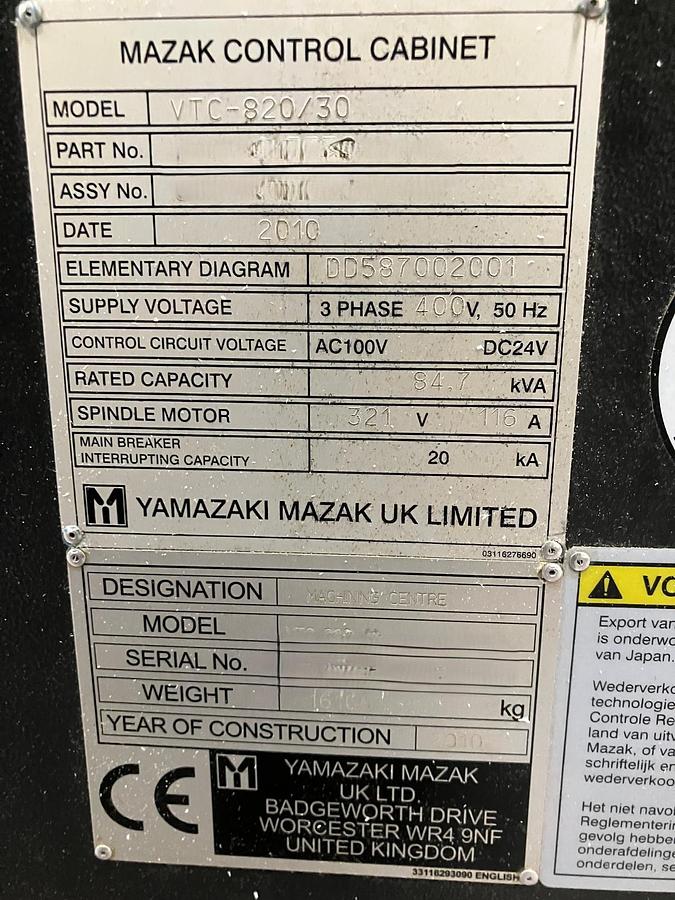 MAZAK CONTROL CABINET
MODEL VTC-820/30
PART No.
ASSY No.
DATE 2010
ELEMENTARY DIAGRAM DD587002001
SUPPLY VOLTAGE 3 PHASE 400V, 50 Hz
CONTROL CIRCUIT VOLTAGE AC100V DC24V
RATED CAPACITY 84.7 kVA
SPINDLE MOTOR 321 V 116 A
MAIN BREAKER
INTERRUPTING CAPACITY 20 kA
YAMAZAKI MAZAK UK LIMITED
03116276690
DESIGNATION MACHINING CENTRE
MODEL
SERIAL No.
WEIGHT kg
YEAR OF CONSTRUCTION 2010
CE
YAMAZAKI MAZAK
UK LTD.
BADGEWORTH DRIVE
WORCESTER WR4 9NF
UNITED KINGDOM
33116293090 ENGLISH
Export van
is onderwo
van Japan.
Wederverko
technologie
Controle Re
land van uitv
Mazak, of va
schriftelijk en
wederverkoo
Het niet navol
Reglementerin
gevolg hebben
onderafdelinge
onderdelen, se